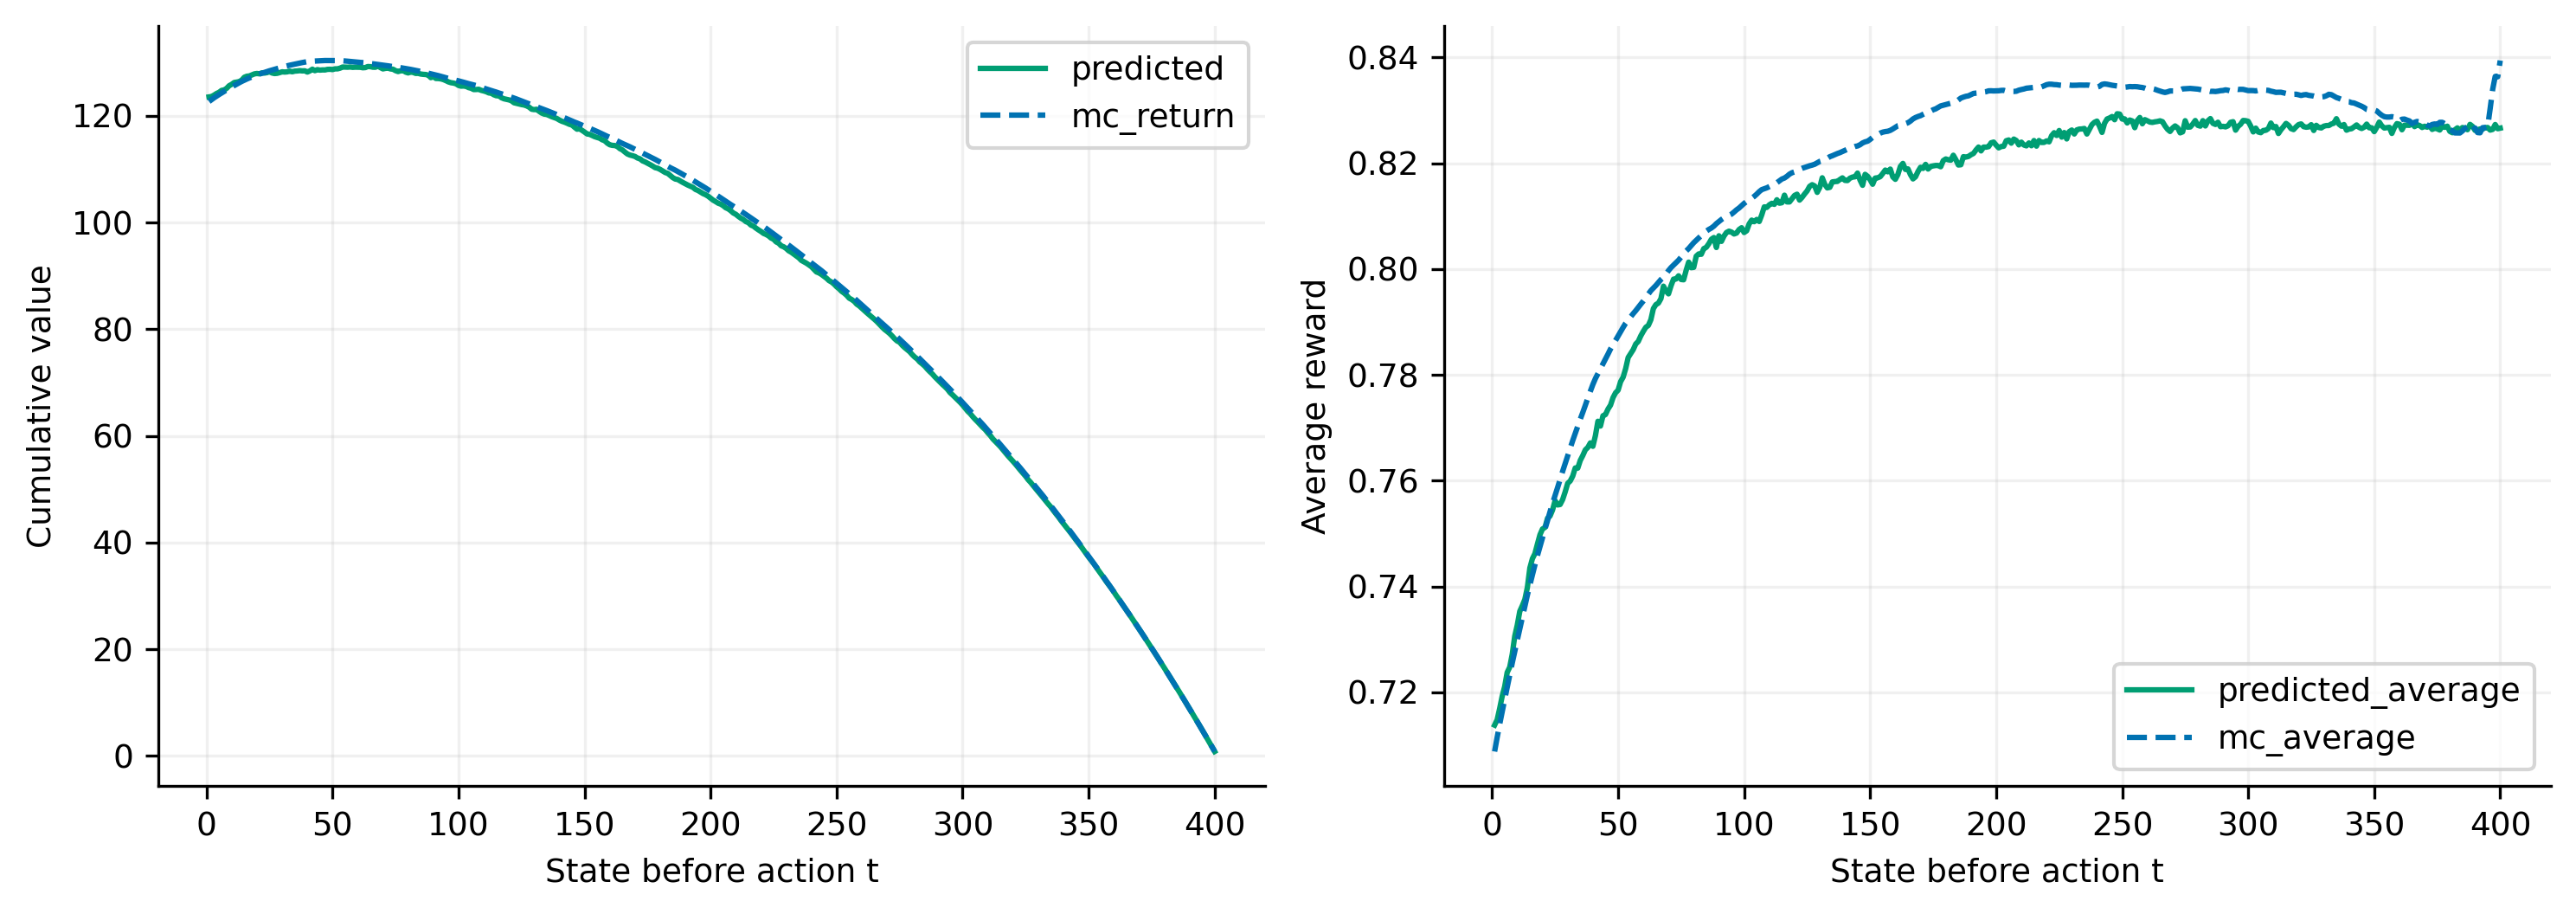 Cumulative value
120
100
80
60
40
20
0
0 50 100 150 200 250 300 350 400
State before action t
predicted
mc_return
Average reward
0.84
0.82
0.80
0.78
0.76
0.74
0.72
0 50 100 150 200 250 300 350 400
State before action t
predicted_average
mc_average